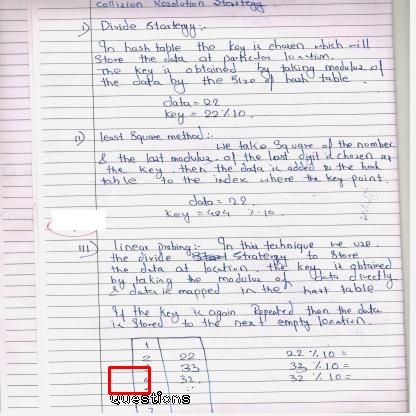 Collision Resolution Startegy
i) Divide Startegy:-
In hash table the key is chosen which will
store the data at particular location.
The key is obtained by taking modulus of
the data by the size of hash table.
data = 22
key = 22 % 10.
ii) least Square method:-
we take Square of the number
& the last modulus of the last digit is chosen as
the key. then the data is added to the hash
table to the index where the key point.
data = 22.
key = 484 % 10
iii) linear probing:- In this technique we use
the divide Strategy to store
the data at location the key is obtained
by taking the modulus of data directly
& data is mapped in the hash table
If the key is again Repeated then the data
is stored to the next empty location.
1
2 22 22 % 10 =
33 33 % 10 =
32 32 % 10 =
Questions
7